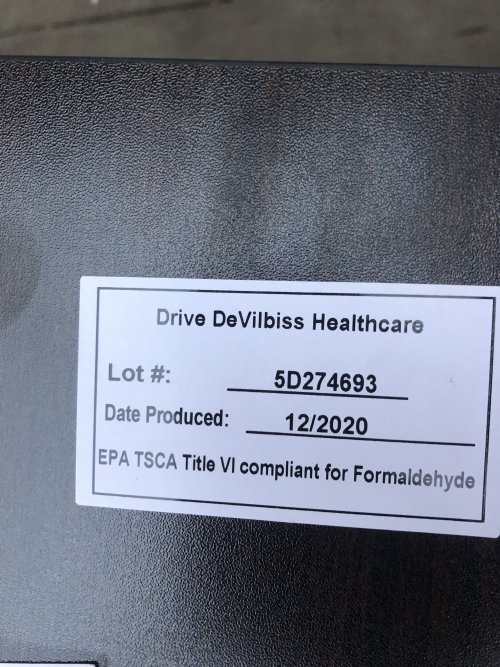 Drive DeVilbiss Healthcare
Lot #: 5D274693
Date Produced: 12/2020
EPA TSCA Title VI compliant for Formaldehyde